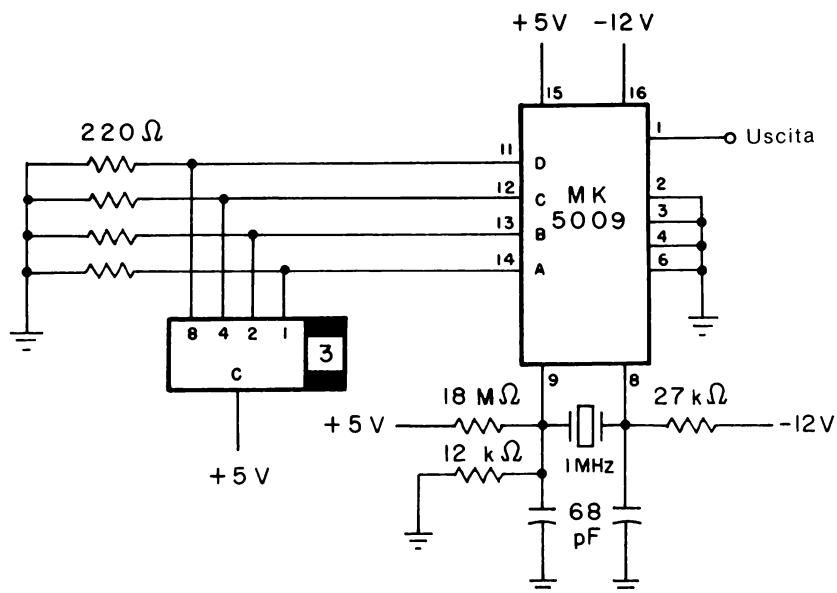 +5V -12V
15 16
220Ω
11 D
1 Uscita
12 C
MK
5009
2
13 B
3
4
14 A
6
8 4 2 1
3
C
9 8
18 MΩ
27 kΩ
+5V
-12V
12 kΩ
1MHz
+5V
68
pF